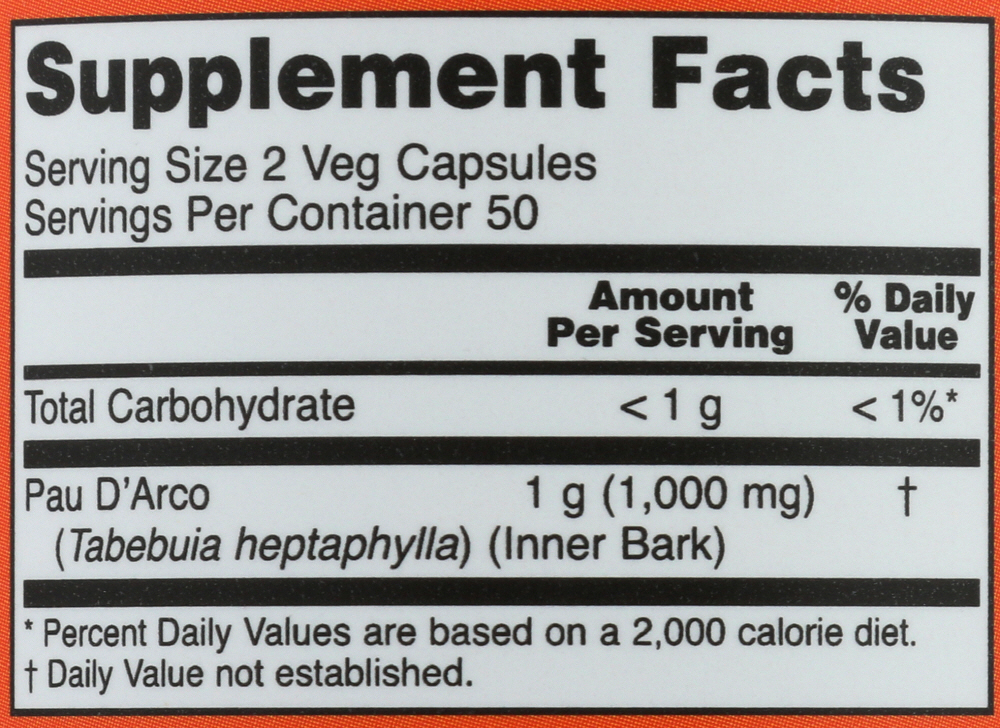 Supplement Facts
Serving Size 2 Veg Capsules
Servings Per Container 50
Amount Per Serving % Daily Value
Total Carbohydrate < 1 g < 1%*
Pau D’Arco 1 g (1,000 mg) †
(Tabebuia heptaphylla) (Inner Bark)
* Percent Daily Values are based on a 2,000 calorie diet.
† Daily Value not established.